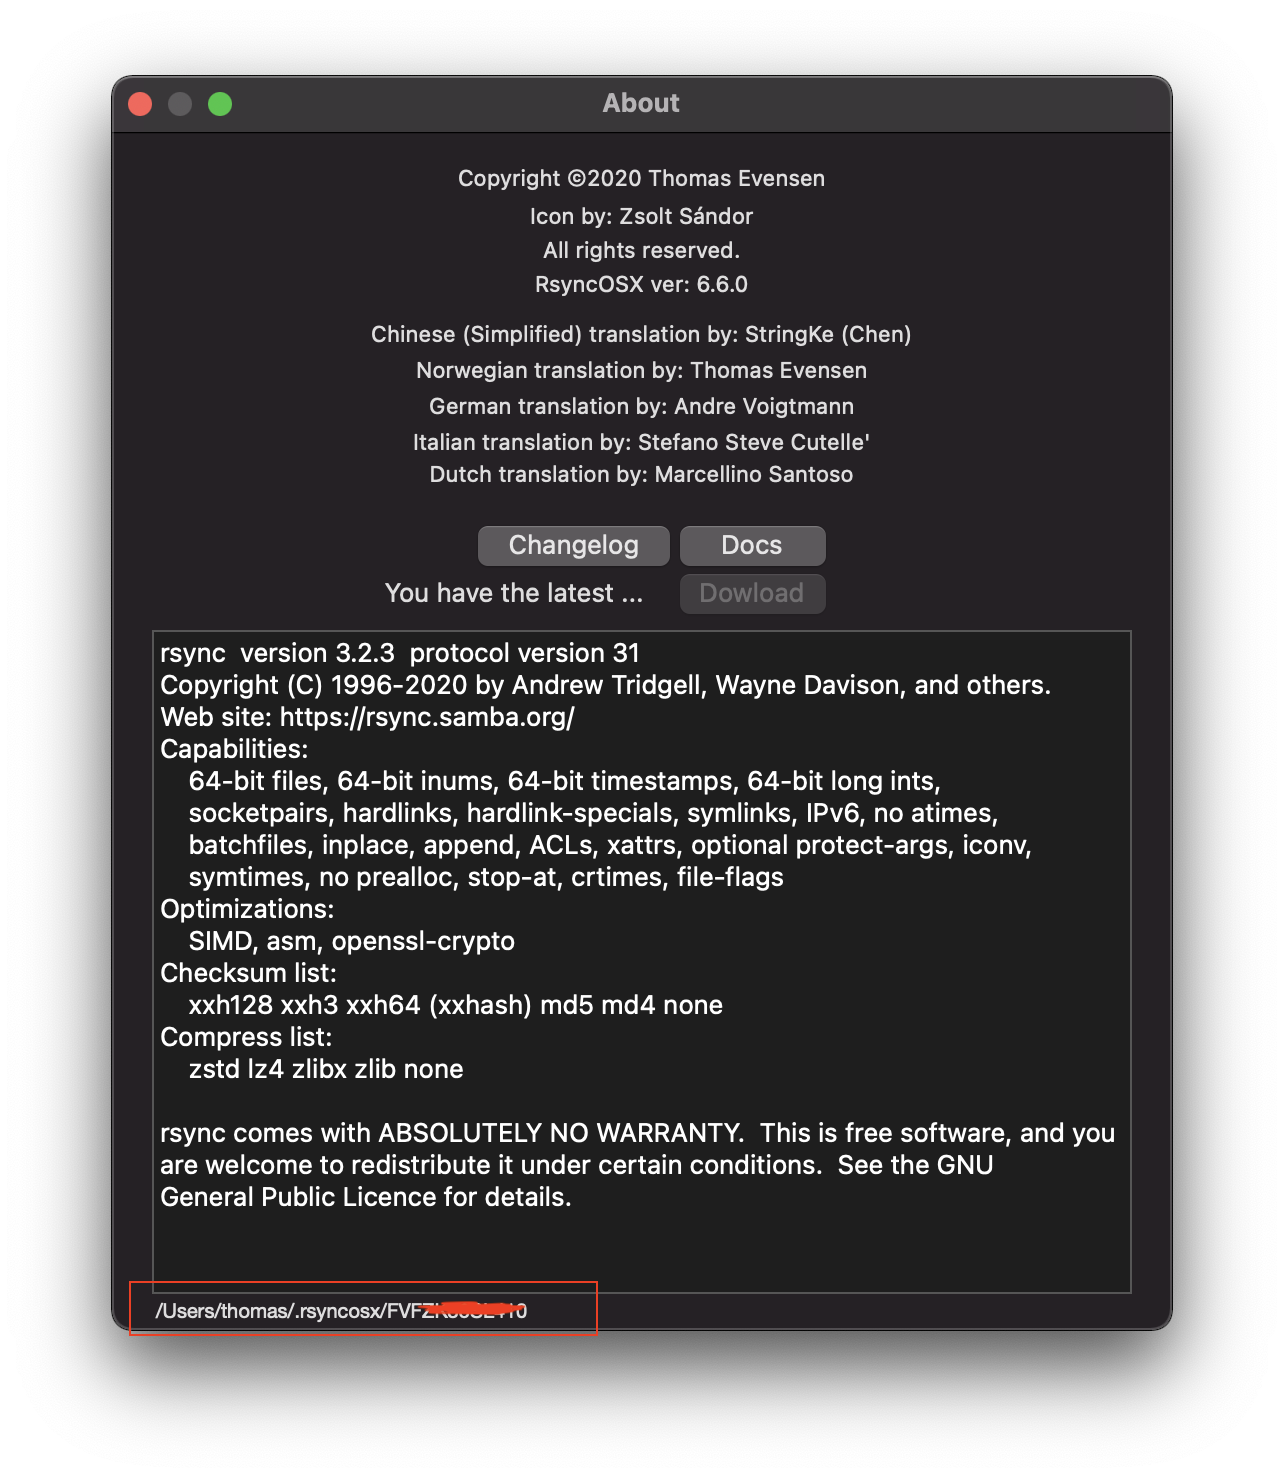 About
Copyright ©2020 Thomas Evensen
Icon by: Zsolt Sándor
All rights reserved.
RsyncOSX ver: 6.6.0
Chinese (Simplified) translation by: StringKe (Chen)
Norwegian translation by: Thomas Evensen
German translation by: Andre Voigtmann
Italian translation by: Stefano Steve Cutelle'
Dutch translation by: Marcellino Santoso
Changelog Docs
You have the latest ... Dowload
rsync  version 3.2.3  protocol version 31
Copyright (C) 1996-2020 by Andrew Tridgell, Wayne Davison, and others.
Web site: https://rsync.samba.org/
Capabilities:
64-bit files, 64-bit inums, 64-bit timestamps, 64-bit long ints,
socketpairs, hardlinks, hardlink-specials, symlinks, IPv6, no atimes,
batchfiles, inplace, append, ACLs, xattrs, optional protect-args, iconv,
symtimes, no prealloc, stop-at, crtimes, file-flags
Optimizations:
SIMD, asm, openssl-crypto
Checksum list:
xxh128 xxh3 xxh64 (xxhash) md5 md4 none
Compress list:
zstd lz4 zlibx zlib none
rsync comes with ABSOLUTELY NO WARRANTY.  This is free software, and you
are welcome to redistribute it under certain conditions.  See the GNU
General Public Licence for details.
/Users/thomas/.rsyncosx/